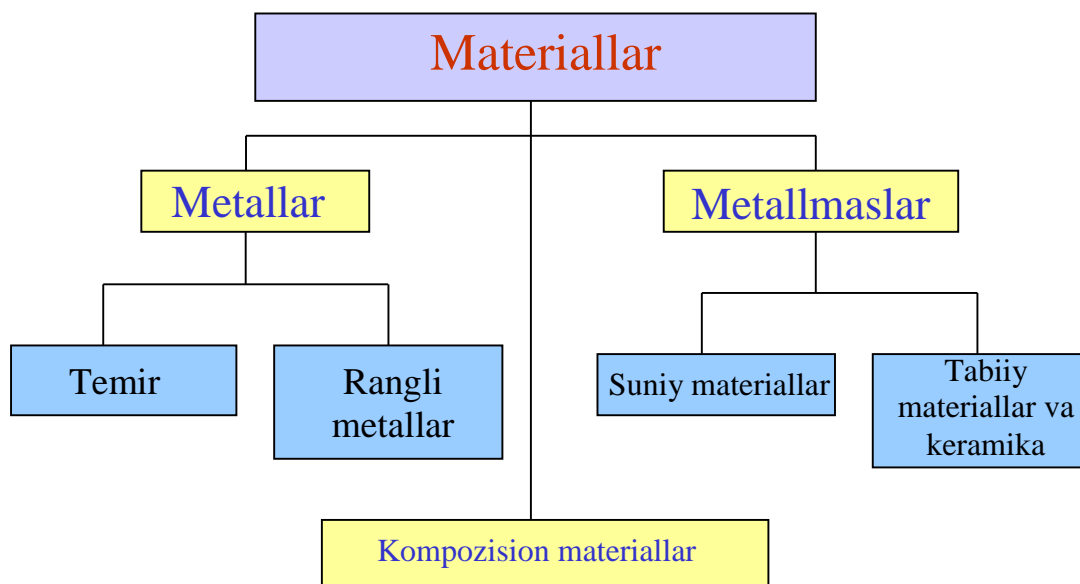 Materiallar
Metallar
Metallmaslar
Temir
Rangli
metallar
Suniy materiallar
Tabiiy
materiallar va
keramika
Kompozision materiallar